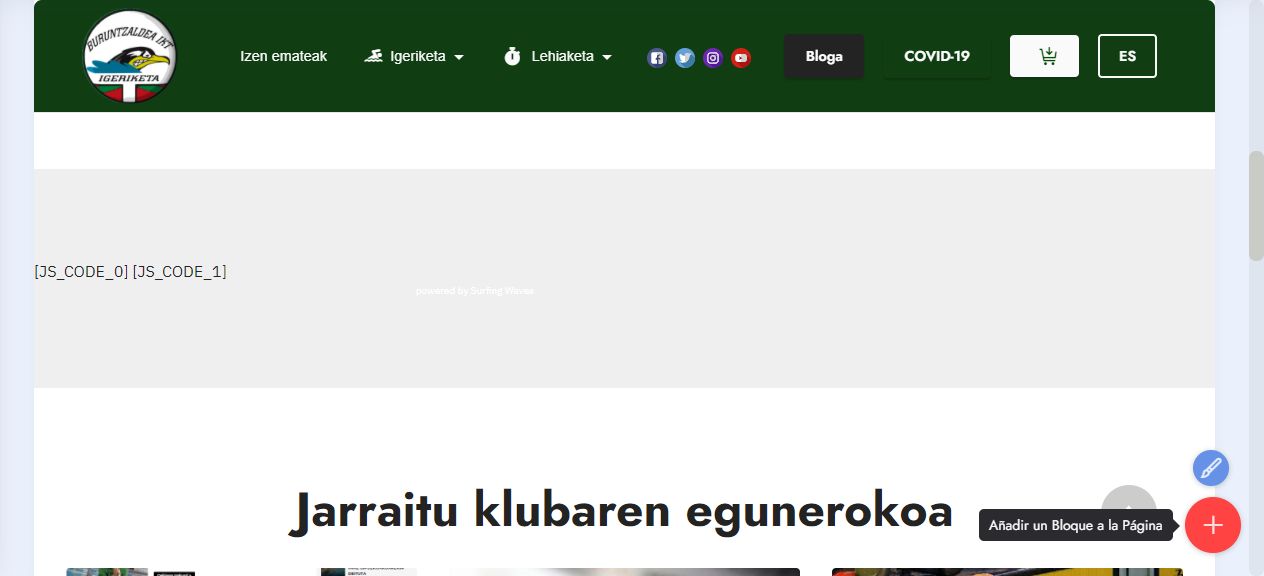 BURUNTZALDEA IKT
IGERIKETA
Izen emateak
Igeriketa
Lehiaketa
Bloga
COVID-19
ES
[JS_CODE_0] [JS_CODE_1]
powered by Surfing Waves
Jarraitu klubaren egunerokoa
Añadir un Bloque a la Página